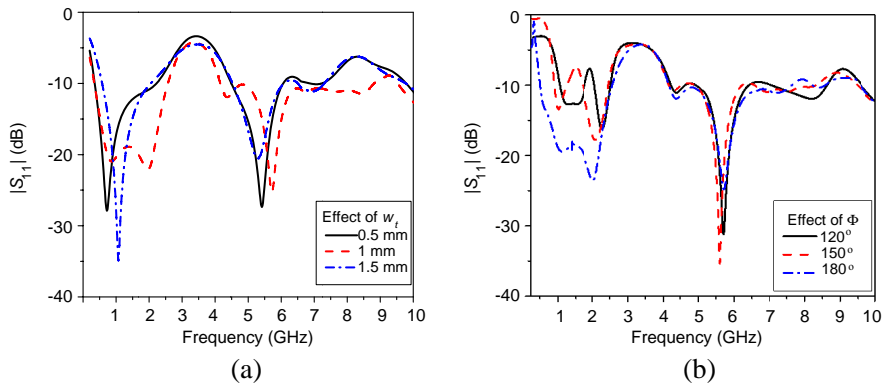 0
-10
-20
-30
-40
|S11| (dB)
1 2 3 4 5 6 7 8 9 10
Frequency (GHz)
Effect of wt
0.5 mm
1 mm
1.5 mm
(a)
0
-10
-20
-30
-40
|S11| (dB)
1 2 3 4 5 6 7 8 9 10
Frequency (GHz)
Effect of Φ
120°
150°
180°
(b)